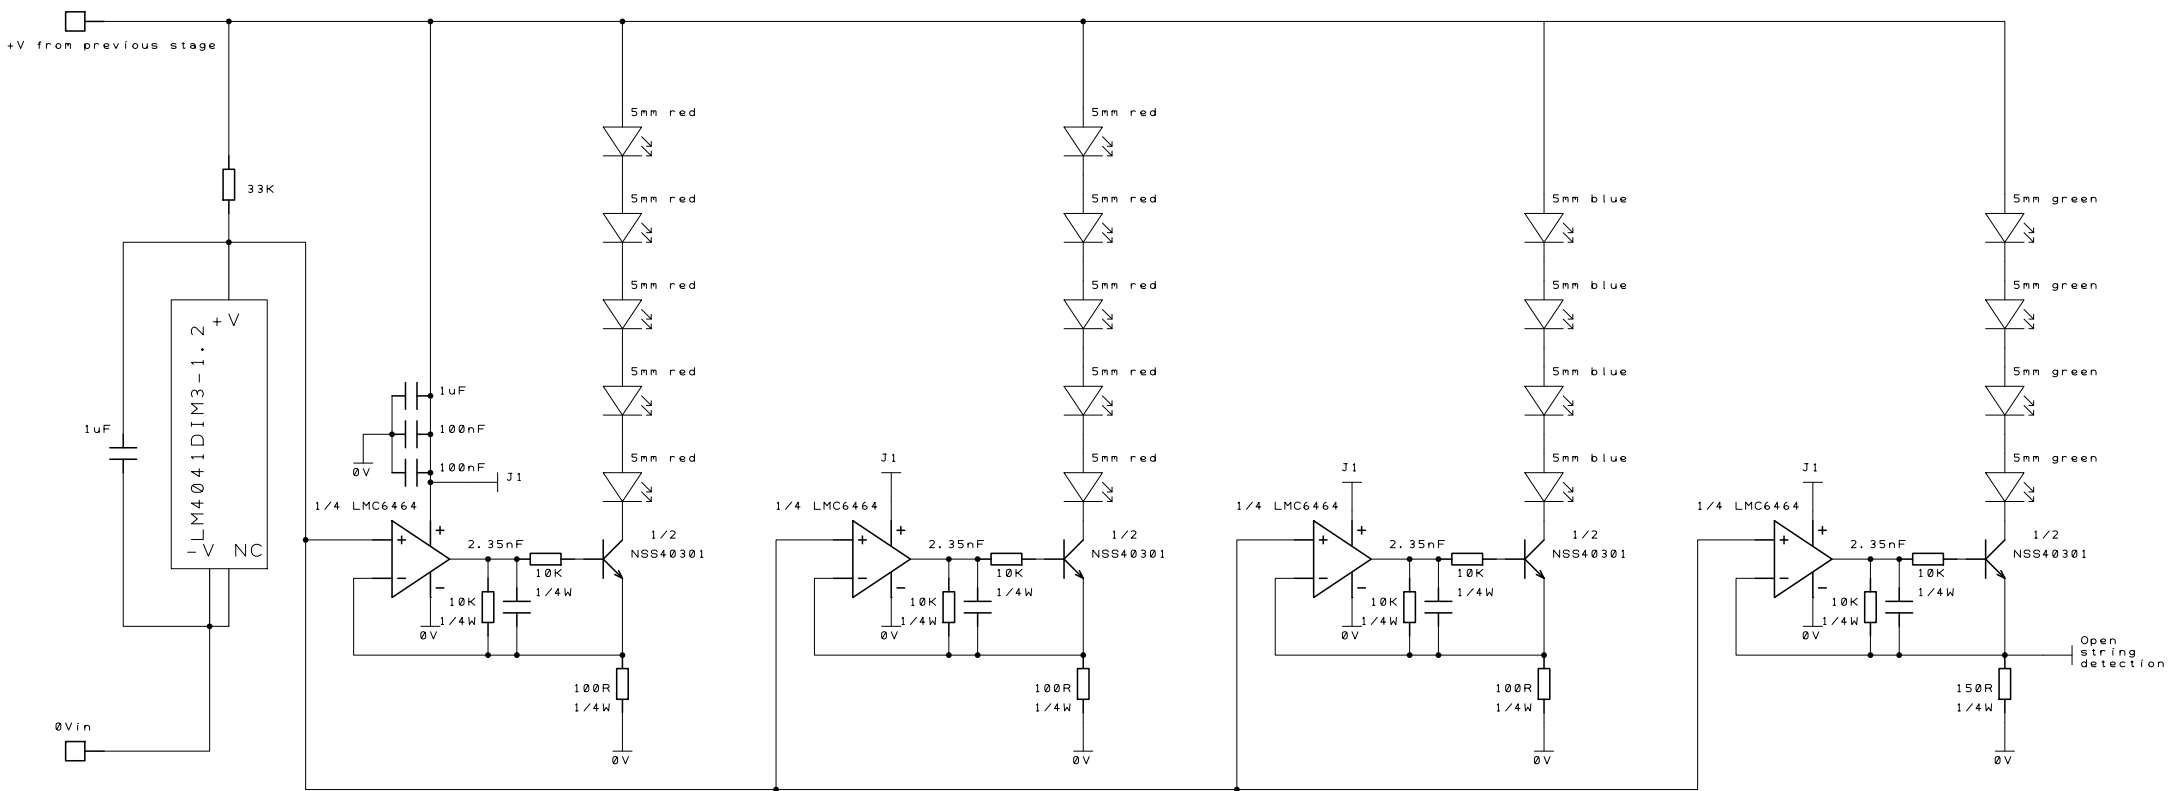 +V from previous stage
33K
1uF
LM4041DIM3-1.2
+V
-V NC
0Vin
1uF
100nF
100nF
0V
J1
1/4 LMC6464
+
-
+
-
0V
2.35nF
10K
1/4W
10K
1/4W
5mm red
5mm red
5mm red
5mm red
5mm red
1/2
NSS40301
100R
1/4W
0V
J1
1/4 LMC6464
+
-
+
-
0V
2.35nF
10K
1/4W
10K
1/4W
5mm red
5mm red
5mm red
5mm red
5mm red
1/2
NSS40301
100R
1/4W
0V
J1
1/4 LMC6464
+
-
+
-
0V
2.35nF
10K
1/4W
10K
1/4W
5mm blue
5mm blue
5mm blue
5mm blue
1/2
NSS40301
100R
1/4W
0V
J1
1/4 LMC6464
+
-
+
-
0V
2.35nF
10K
1/4W
10K
1/4W
5mm green
5mm green
5mm green
5mm green
1/2
NSS40301
Open
string
detection
150R
1/4W
0V